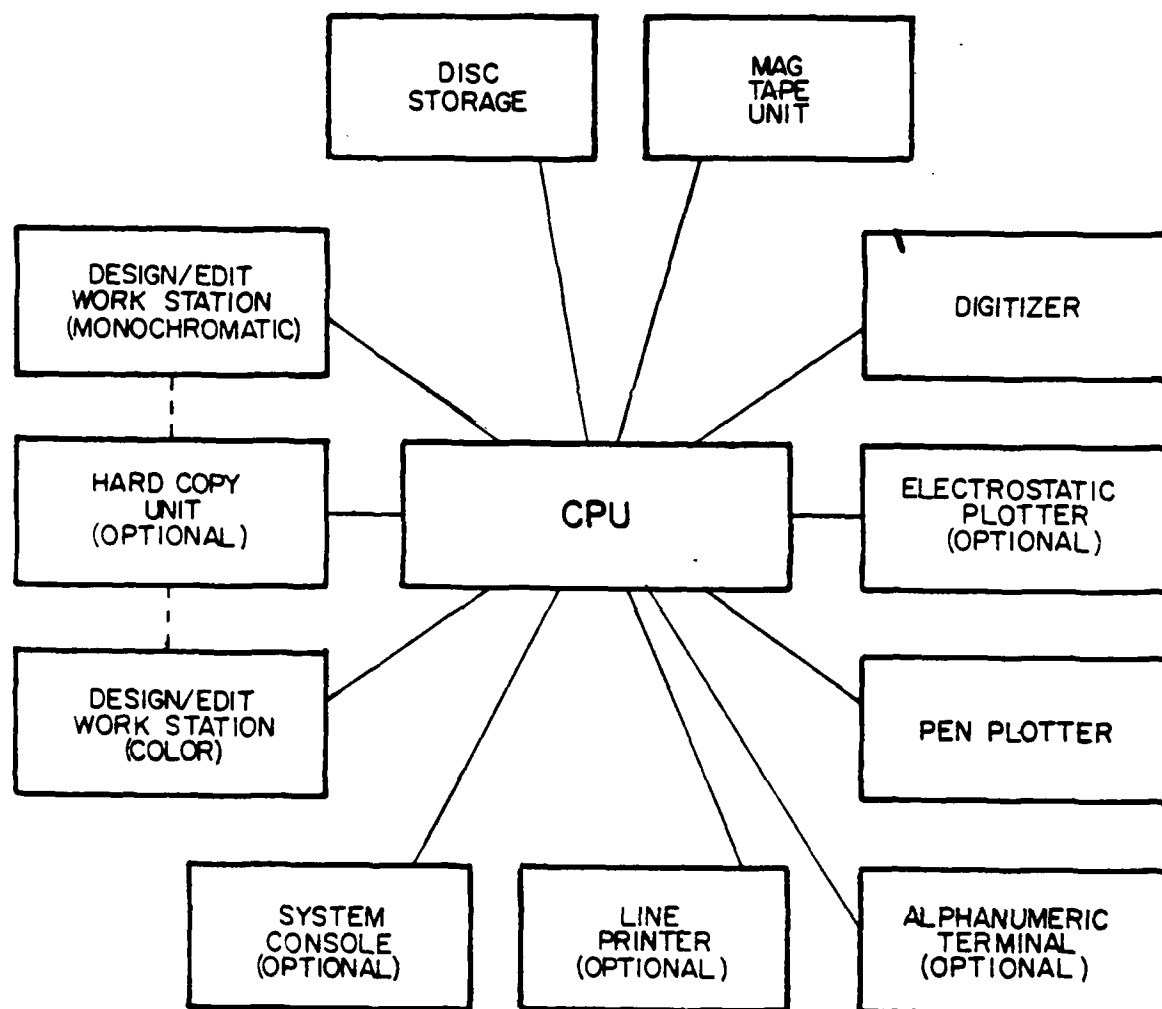 DISC
STORAGE
MAG
TAPE
UNIT
DESIGN/EDIT
WORK STATION
(MONOCHROMATIC)
DIGITIZER
HARD COPY
UNIT
(OPTIONAL)
CPU
ELECTROSTATIC
PLOTTER
(OPTIONAL)
DESIGN/EDIT
WORK STATION
(COLOR)
PEN PLOTTER
SYSTEM
CONSOLE
(OPTIONAL)
LINE
PRINTER
(OPTIONAL)
ALPHANUMERIC
TERMINAL
(OPTIONAL)